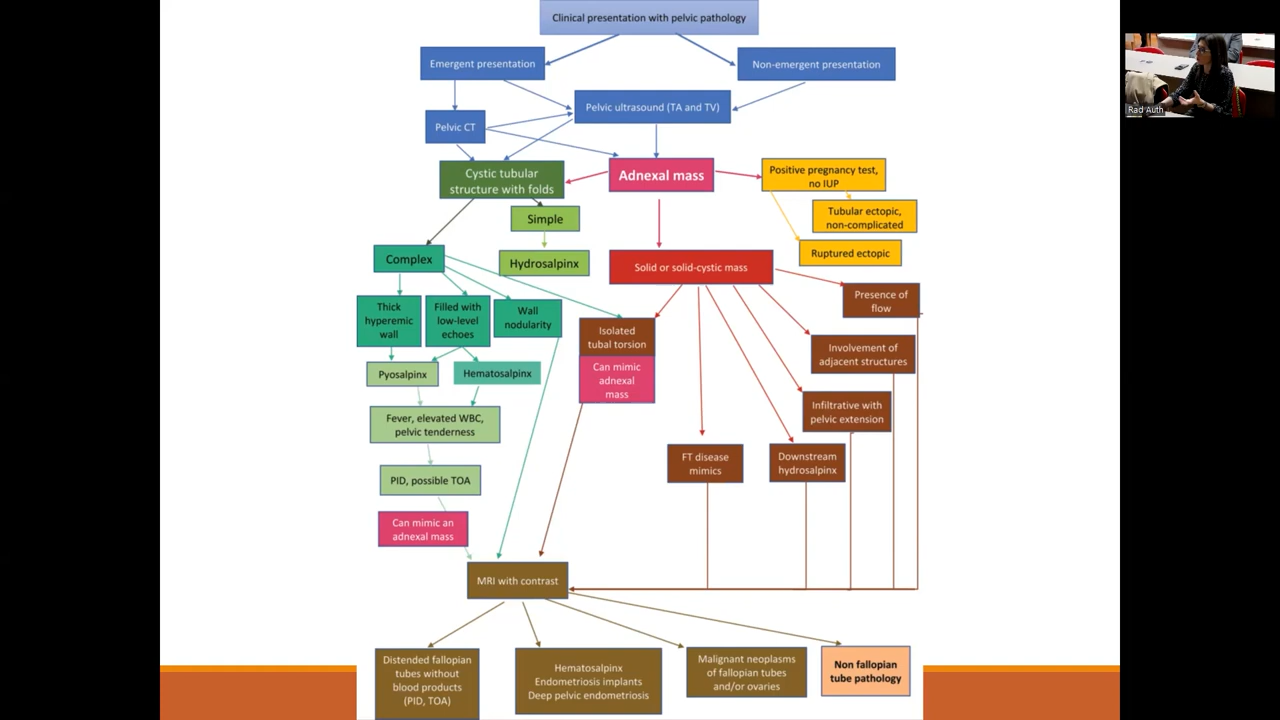 Clinical presentation with pelvic pathology
Emergent presentation
Non-emergent presentation
Pelvic ultrasound (TA and TV)
Pelvic CT
Cystic tubular
structure with folds
Adnexal mass
Positive pregnancy test,
no IUP
Simple
Tubular ectopic,
non-complicated
Ruptured ectopic
Complex
Hydrosalpinx
Solid or solid-cystic mass
Presence of
flow
Thick
hyperemic
wall
Filled with
low-level
echoes
Wall
nodularity
Isolated
tubal torsion
Can mimic
adnexal
mass
Involvement of
adjacent structures
Pyosalpinx
Hematosalpinx
Infiltrative with
pelvic extension
Fever, elevated WBC,
pelvic tenderness
FT disease
mimics
Downstream
hydrosalpinx
PID, possible TOA
Can mimic an
adnexal mass
MRI with contrast
Distended fallopian
tubes without
blood products
(PID, TOA)
Hematosalpinx
Endometriosis implants
Deep pelvic endometriosis
Malignant neoplasms
of fallopian tubes
and/or ovaries
Non fallopian
tube pathology
Rad Auth